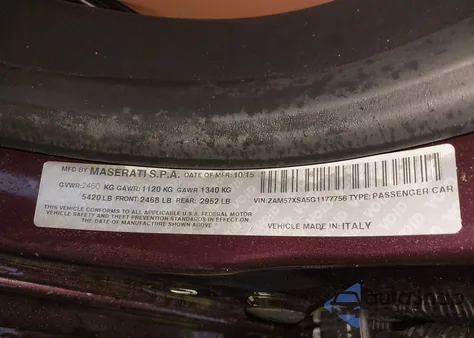 MFD BY MASERATI S.P.A. DATE OF MFR. 10/15
GVWR:2460 KG GAWR: 1120 KG GAWR 1340 KG
5420 LB FRONT: 2468 LB REAR: 2952 LB
THIS VEHICLE CONFORMS TO ALL APPLICABLE U.S.A. FEDERAL MOTOR
VEHICLE SAFETY AND THEFT PREVENTION STANDARDS IN EFFECT ON
THE DATE OF MANUFACTURE SHOWN ABOVE.
VIN:ZAM57XSA5G1177756 TYPE: PASSENGER CAR
VEHICLE MADE IN: ITALY